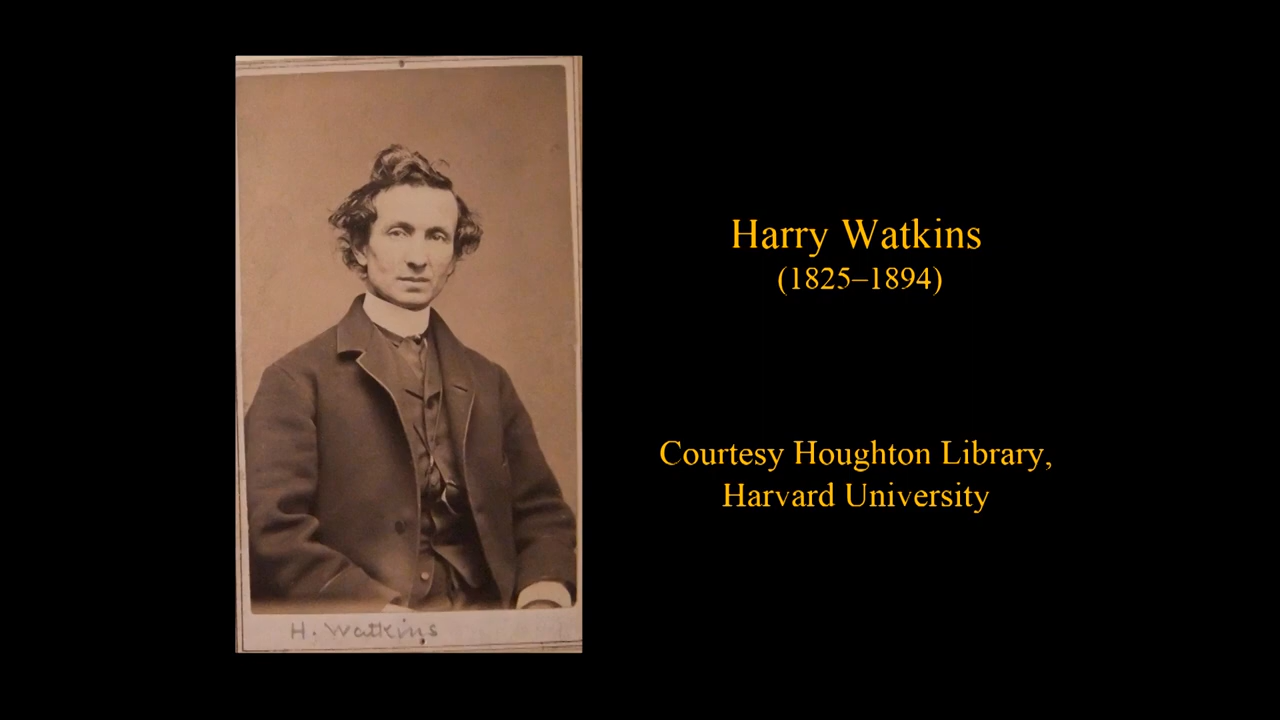 Harry Watkins
(1825–1894)
Courtesy Houghton Library,
Harvard University
H. Watkins